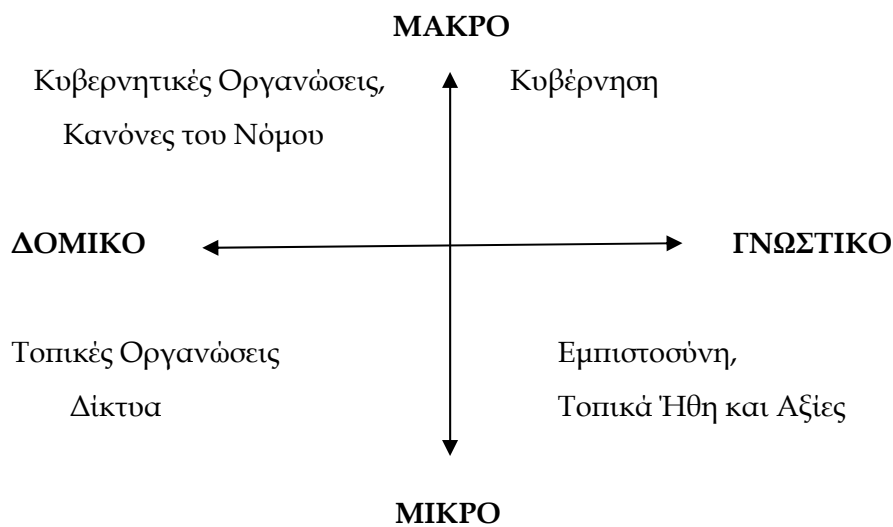 ΜΑΚΡΟ
Κυβερνητικές Οργανώσεις,
Κανόνες του Νόμου
Κυβέρνηση
ΔΟΜΙΚΟ
ΓΝΩΣΤΙΚΟ
Τοπικές Οργανώσεις
Δίκτυα
Εμπιστοσύνη,
Τοπικά Ήθη και Αξίες
ΜΙΚΡΟ